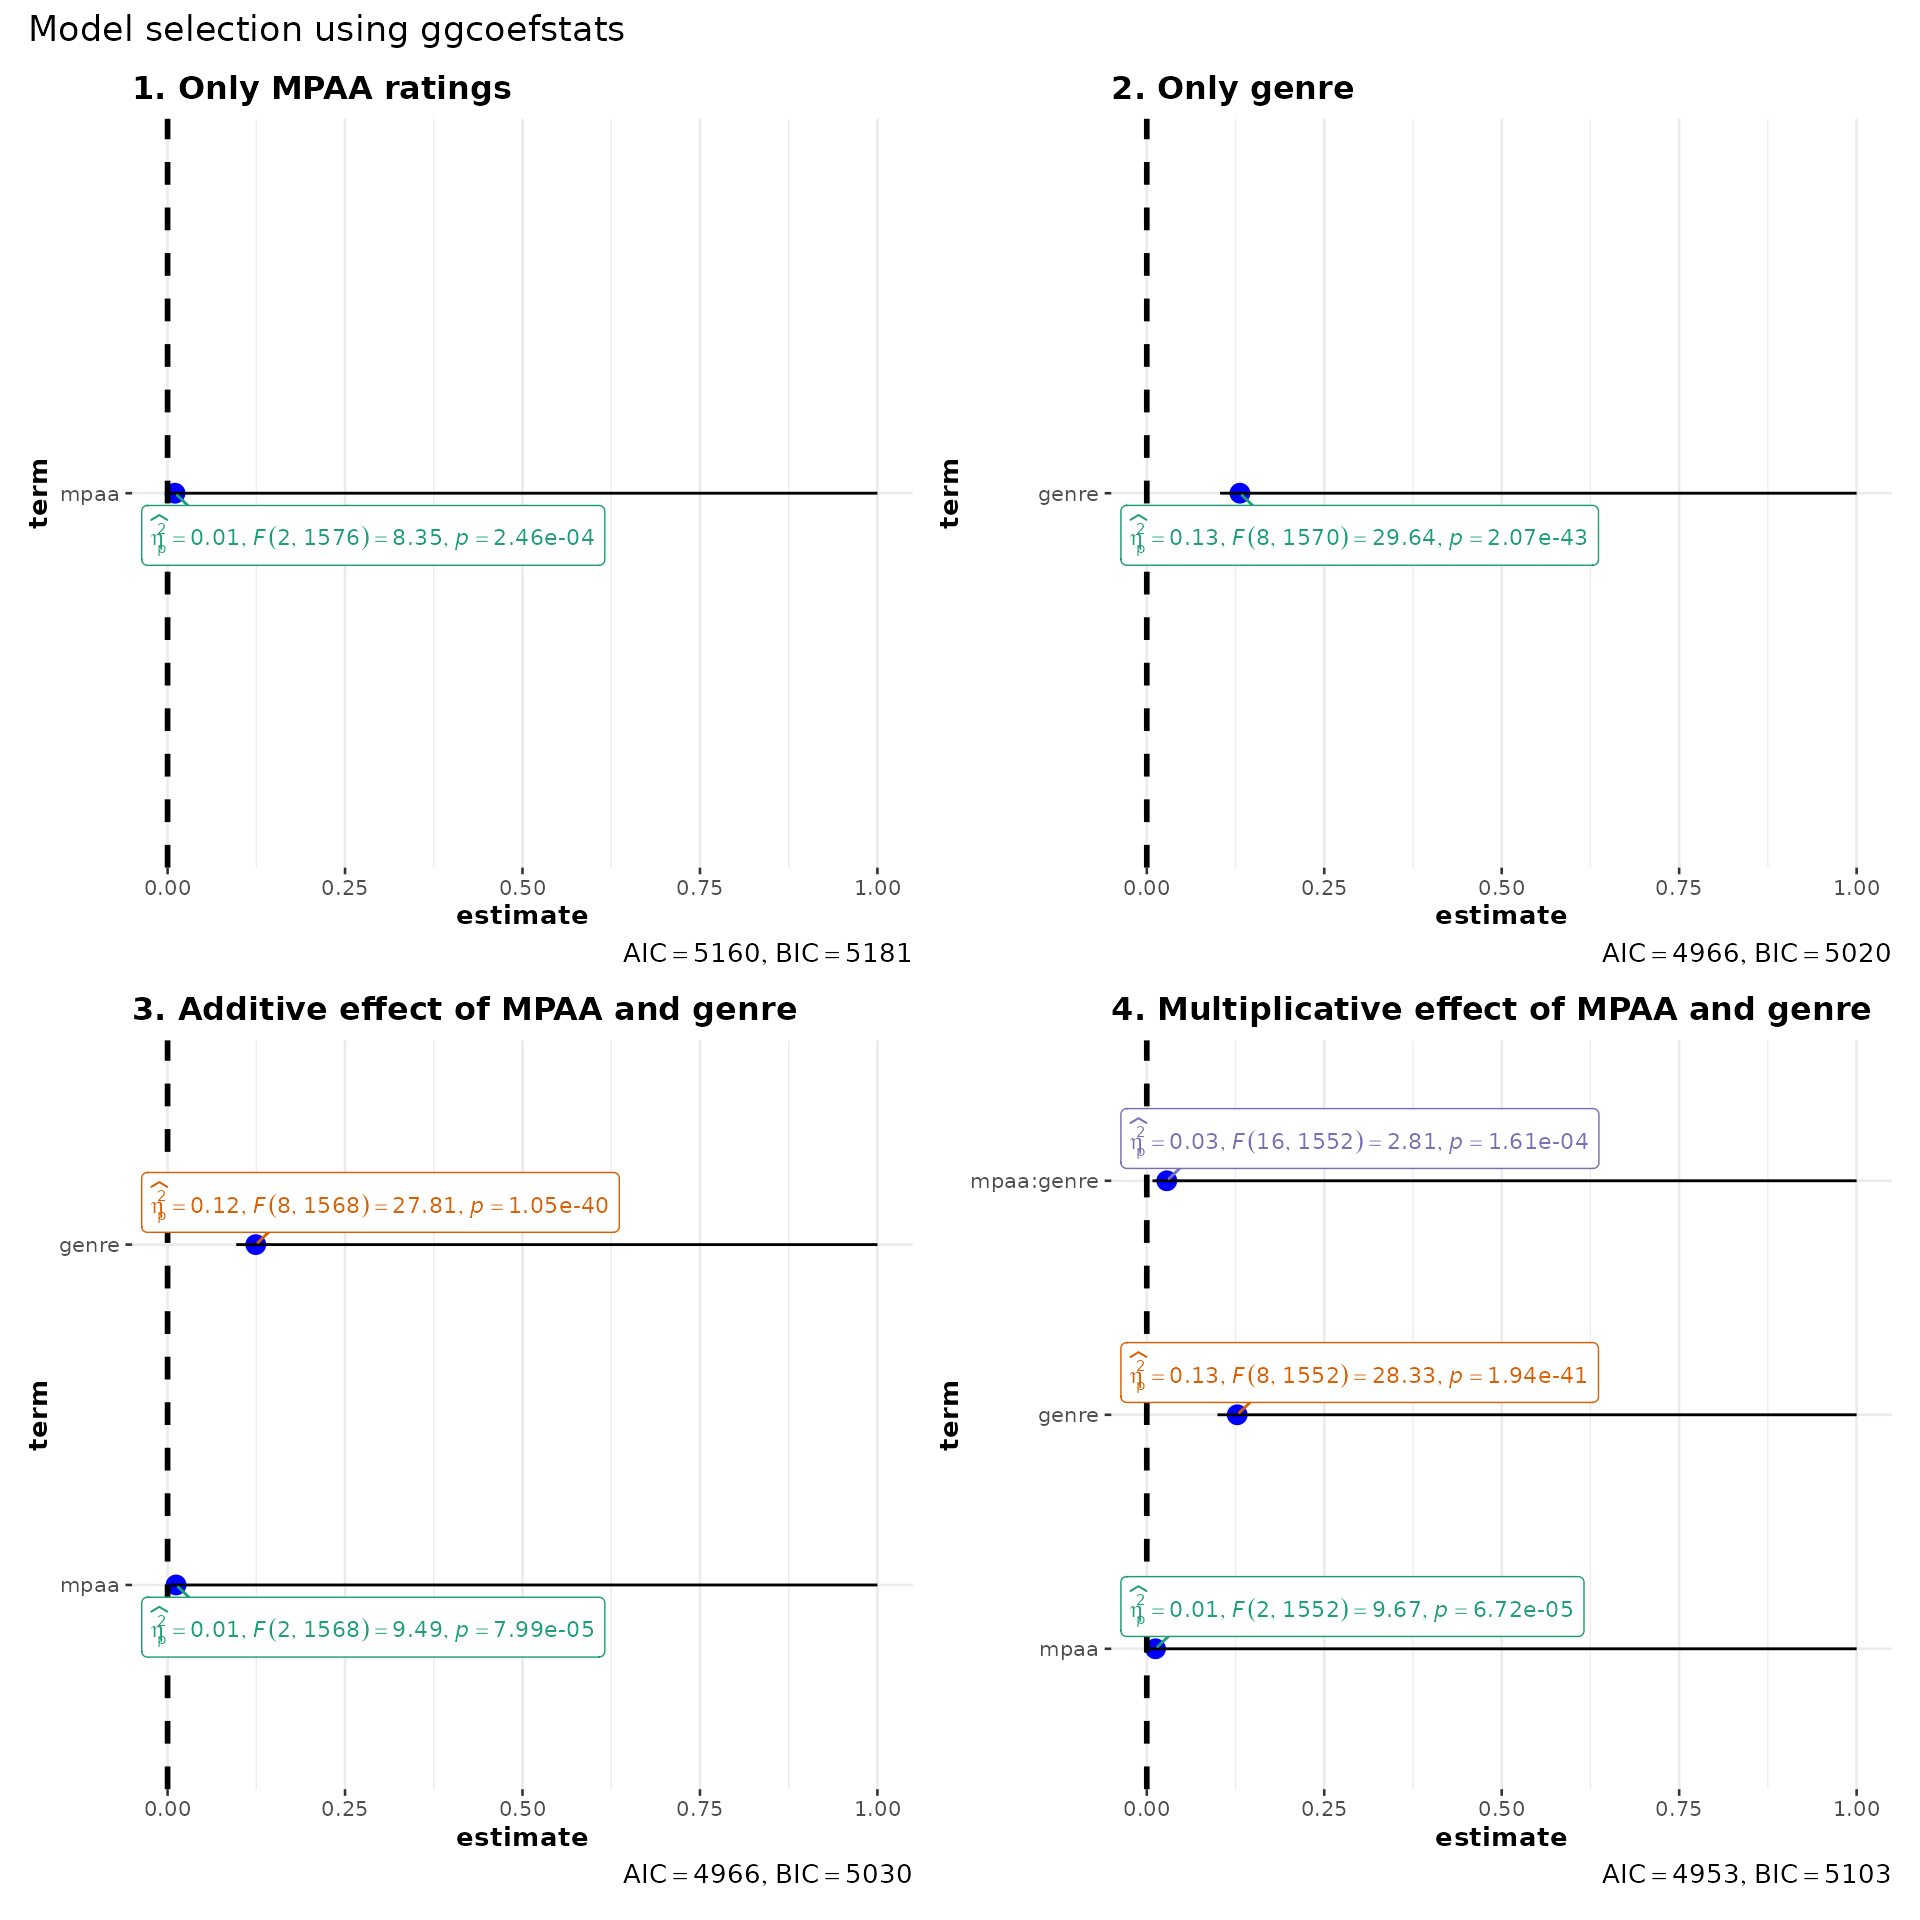 Model selection using ggcoefstats
1. Only MPAA ratings
term
mpaa
η̂²p = 0.01, F(2, 1576) = 8.35, p = 2.46e-04
0.00 0.25 0.50 0.75 1.00
estimate
AIC = 5160, BIC = 5181
2. Only genre
term
genre
η̂²p = 0.13, F(8, 1570) = 29.64, p = 2.07e-43
0.00 0.25 0.50 0.75 1.00
estimate
AIC = 4966, BIC = 5020
3. Additive effect of MPAA and genre
term
η̂²p = 0.12, F(8, 1568) = 27.81, p = 1.05e-40
genre
mpaa
η̂²p = 0.01, F(2, 1568) = 9.49, p = 7.99e-05
0.00 0.25 0.50 0.75 1.00
estimate
AIC = 4966, BIC = 5030
4. Multiplicative effect of MPAA and genre
term
η̂²p = 0.03, F(16, 1552) = 2.81, p = 1.61e-04
mpaa:genre
η̂²p = 0.13, F(8, 1552) = 28.33, p = 1.94e-41
genre
η̂²p = 0.01, F(2, 1552) = 9.67, p = 6.72e-05
mpaa
0.00 0.25 0.50 0.75 1.00
estimate
AIC = 4953, BIC = 5103